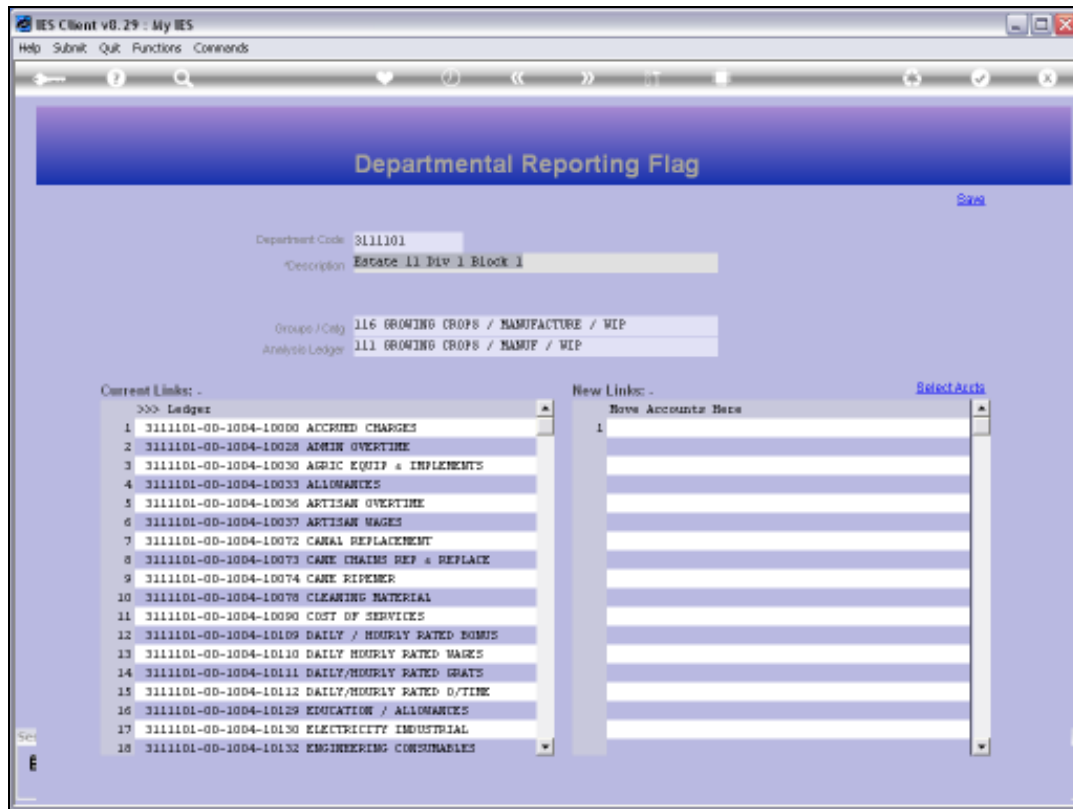 IES Client v8.29 : My IES
Help Submit Quit Functions Commands
Departmental Reporting Flag
Save
Department Code 3111101
*Description Estate 11 Div 1 Block 1
Groups / Catg 116 GROWING CROPS / MANUFACTURE / WIP
Analysis Ledger 111 GROWING CROPS / MANUF / WIP
Current Links: - New Links: - Select Accts
>>> Ledger Move Accounts Here
1 3111101-00-1004-10000 ACCRUED CHARGES 1
2 3111101-00-1004-10028 ADMIN OVERTIME
3 3111101-00-1004-10030 AGRIC EQUIP & IMPLEMENTS
4 3111101-00-1004-10033 ALLOWANCES
5 3111101-00-1004-10036 ARTISAN OVERTIME
6 3111101-00-1004-10037 ARTISAN WAGES
7 3111101-00-1004-10072 CANAL REPLACEMENT
8 3111101-00-1004-10073 CANE CHAINS REP & REPLACE
9 3111101-00-1004-10074 CANE RIPENER
10 3111101-00-1004-10078 CLEANING MATERIAL
11 3111101-00-1004-10090 COST OF SERVICES
12 3111101-00-1004-10109 DAILY / HOURLY RATED BONUS
13 3111101-00-1004-10110 DAILY HOURLY RATED WAGES
14 3111101-00-1004-10111 DAILY/HOURLY RATED GRATS
15 3111101-00-1004-10112 DAILY/HOURLY RATED O/TIME
16 3111101-00-1004-10129 EDUCATION / ALLOWANCES
17 3111101-00-1004-10130 ELECTRICITY INDUSTRIAL
18 3111101-00-1004-10132 ENGINEERING CONSUMABLES